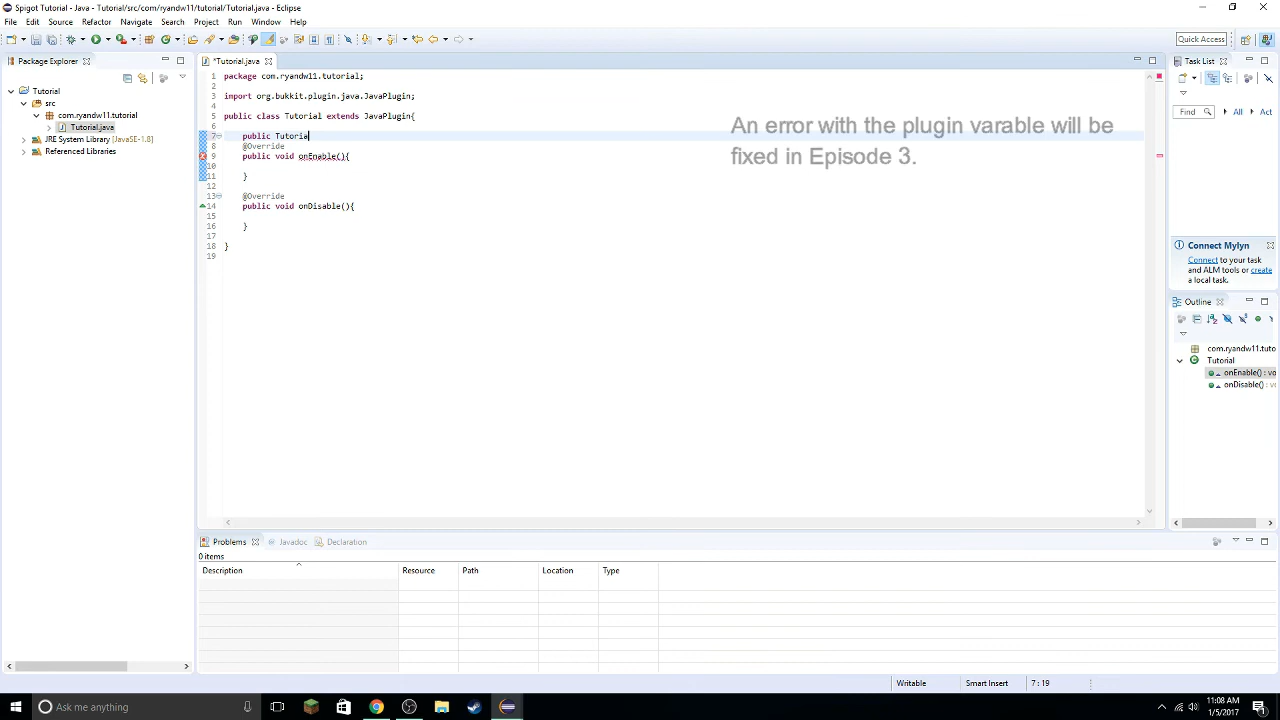 Spigot Tutorial - Java - Tutorial/src/com/ryandw11/tutorial/Tutorial.java - Eclipse
File Edit Source Refactor Navigate Search Project Run Window Help
Quick Access
Package Explorer
Tutorial
src
com.ryandw11.tutorial
Tutorial.java
JRE System Library [JavaSE-1.8]
Referenced Libraries
*Tutorial.java
1 package com.ryandw11.tutorial;
2
3 import org.bukkit.plugin.java.JavaPlugin;
4
5 public class Tutorial extends JavaPlugin{
6
7 public Tutoria
8 @Override
9 public void onEnable(){
10
11 }
12
13 @Override
14 public void onDisable(){
15
16 }
17
18 }
19
An error with the plugin varable will be
fixed in Episode 3.
Task List
Find All Act
Connect Mylyn
Connect to your task
and ALM tools or create
a local task.
Outline
com.ryandw11.tuto
Tutorial
onEnable() : vo
onDisable() : v
Problems Javadoc Declaration
0 items
Description Resource Path Location Type
Writable Smart Insert 7 : 19
Ask me anything
11:08 AM
1/5/2017